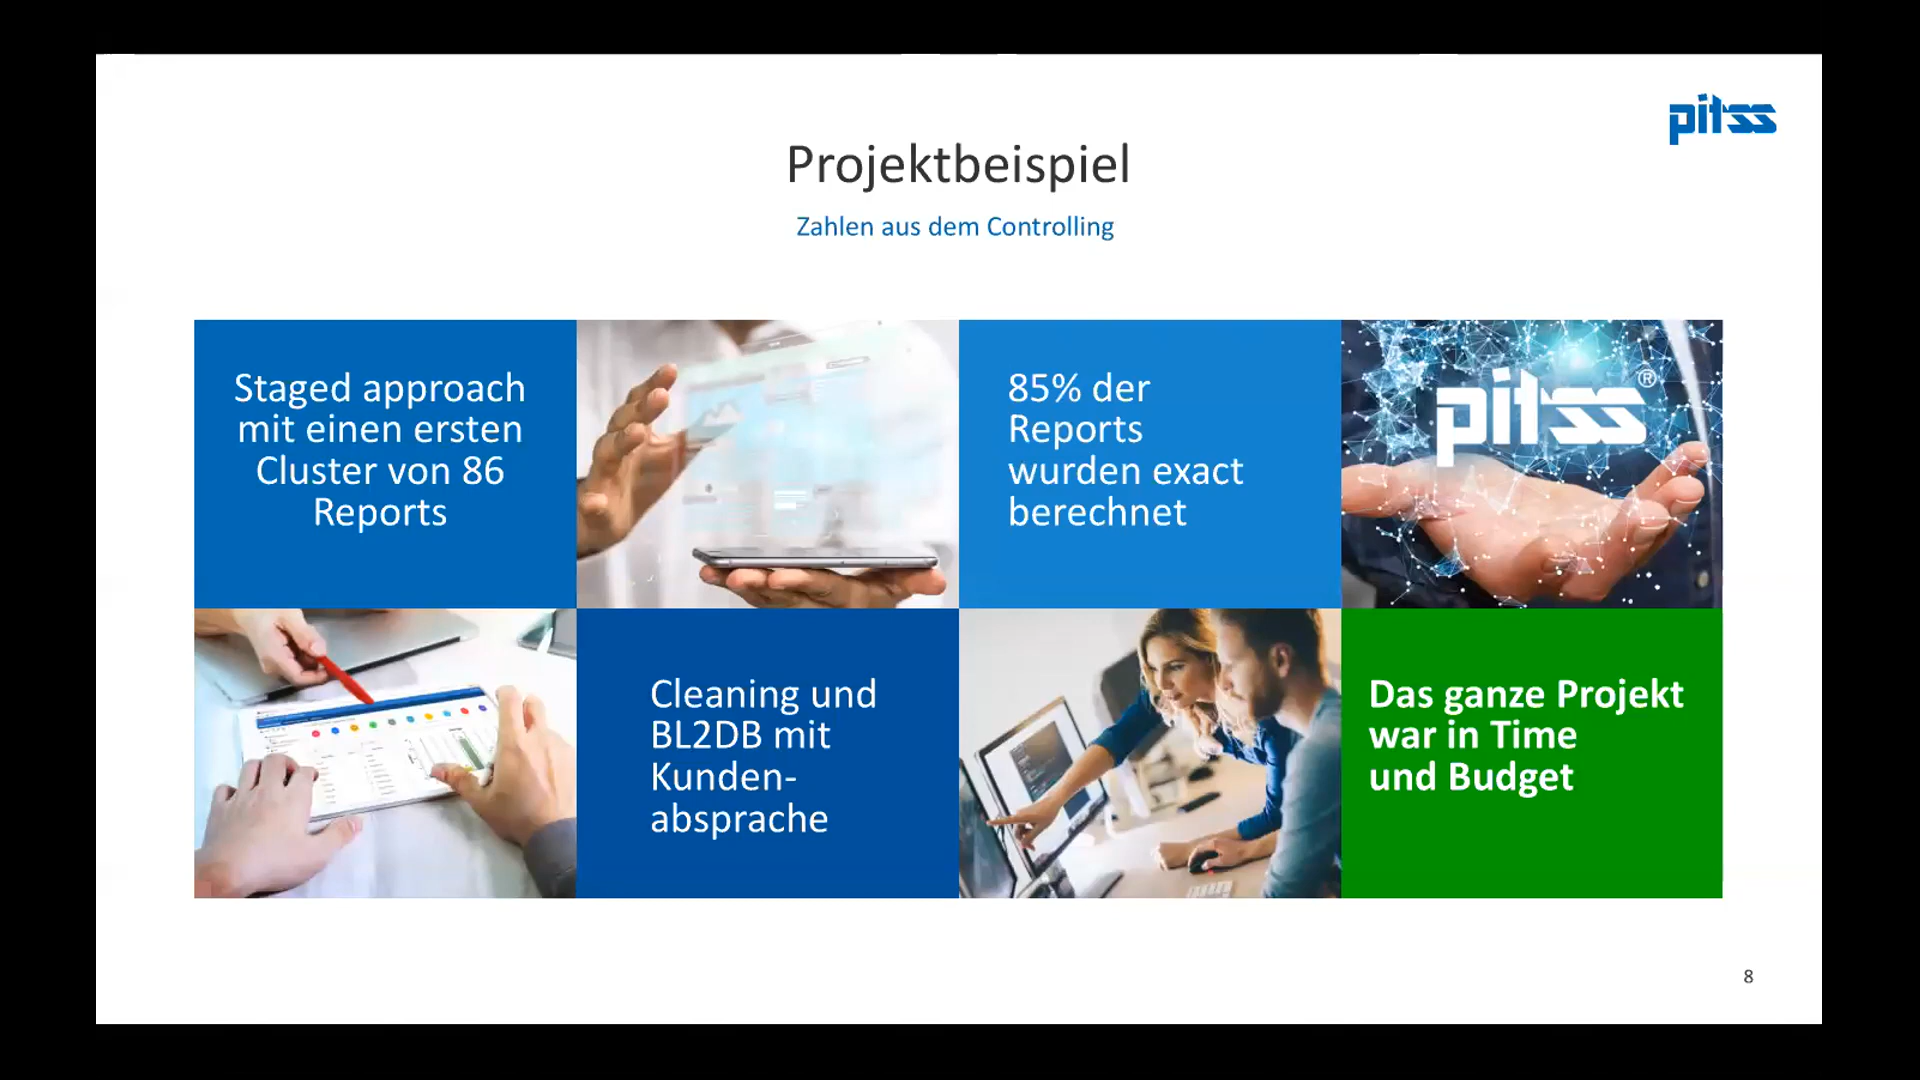 pitss
Projektbeispiel
Zahlen aus dem Controlling
Staged approach
mit einen ersten
Cluster von 86
Reports
85% der
Reports
wurden exact
berechnet
pitss®
Cleaning und
BL2DB mit
Kunden-
absprache
Das ganze Projekt
war in Time
und Budget
8